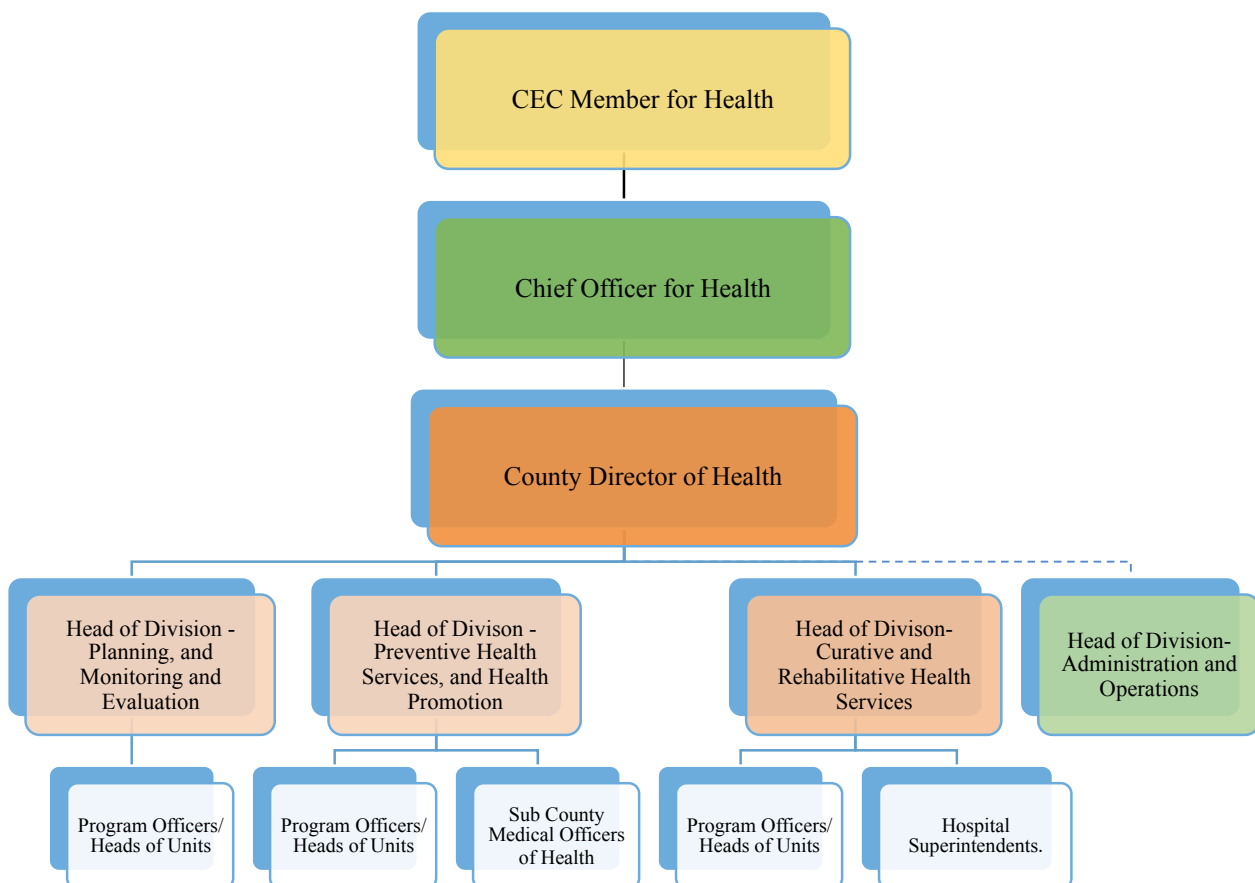 CEC Member for Health
Chief Officer for Health
County Director of Health
Head of Division -
Planning, and
Monitoring and
Evaluation
Head of Divison -
Preventive Health
Services, and Health
Promotion
Head of Divison-
Curative and
Rehabilitative Health
Services
Head of Division-
Administration and
Operations
Program Officers/
Heads of Units
Program Officers/
Heads of Units
Sub County
Medical Officers
of Health
Program Officers/
Heads of Units
Hospital
Superintendents.